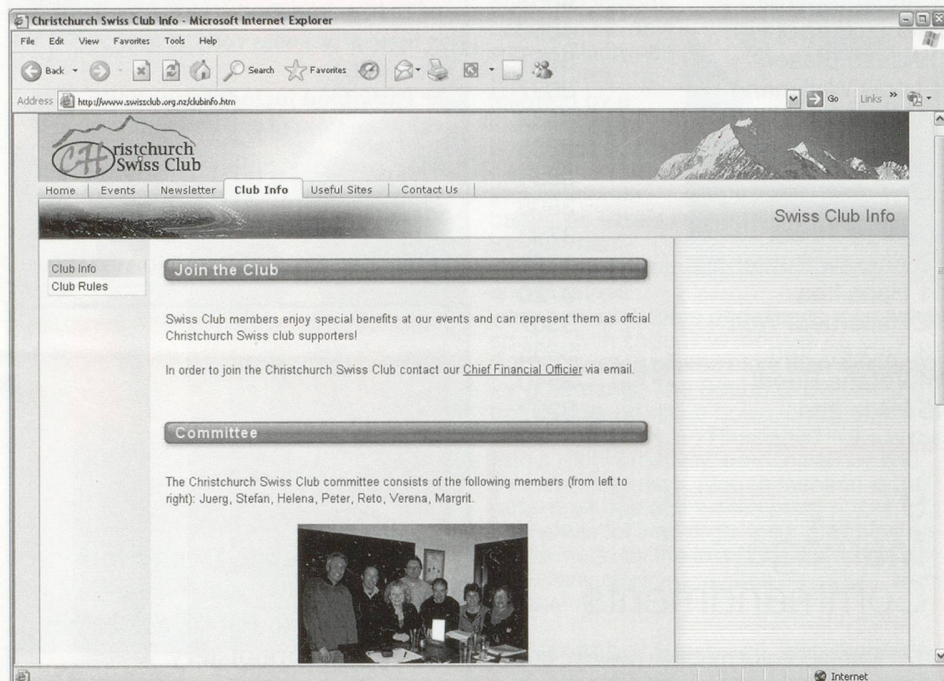 Christchurch Swiss Club Info - Microsoft Internet Explorer
File Edit View Favorites Tools Help
Back Search Favorites
Address http://www.swissclub.org.nz/clubinfo.htm Go Links »
CHristchurch
Swiss Club
Home Events Newsletter Club Info Useful Sites Contact Us
Swiss Club Info
Club Info
Club Rules
Join the Club
Swiss Club members enjoy special benefits at our events and can represent them as offcial
Christchurch Swiss club supporters!
In order to join the Christchurch Swiss Club contact our Chief Financial Officier via email.
Committee
The Christchurch Swiss Club committee consists of the following members (from left to
right): Juerg, Stefan, Helena, Peter, Reto, Verena, Margrit.
Internet